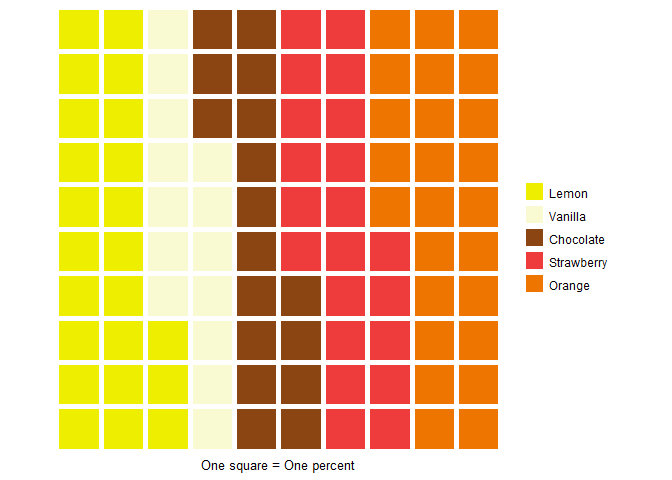 Lemon
Vanilla
Chocolate
Strawberry
Orange
One square = One percent